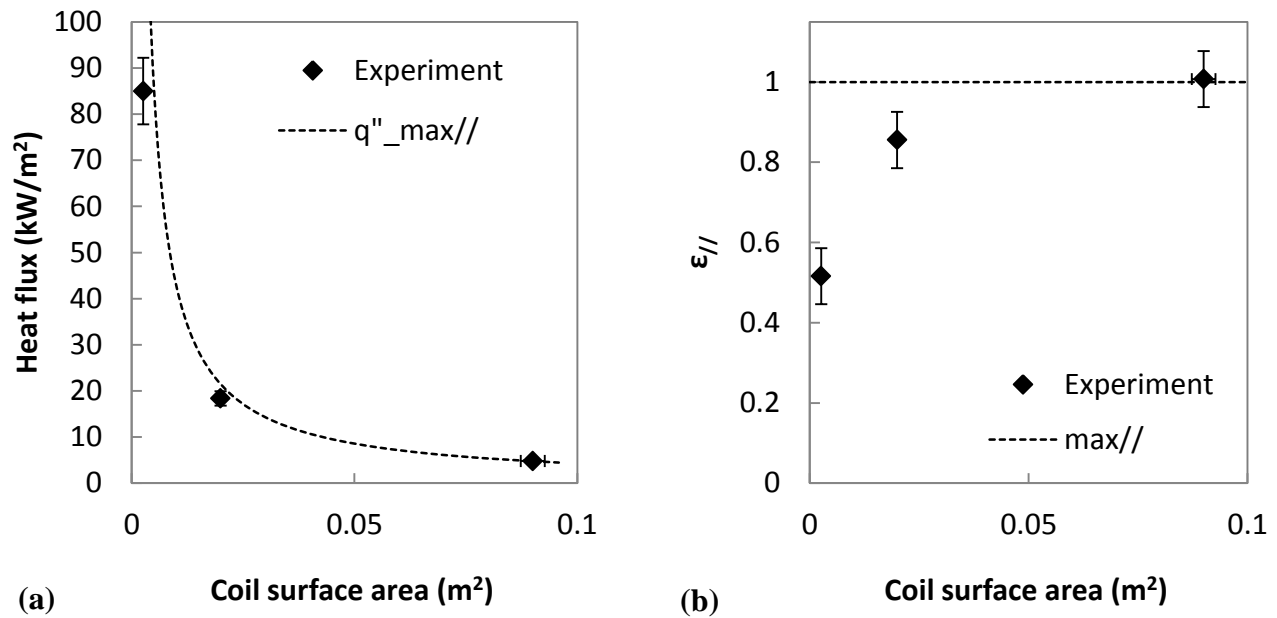 100
90
80
70
60
50
40
30
20
10
0
Heat flux (kW/m²)
Experiment
q"_max//
0 0.05 0.1
Coil surface area (m²)
(a)
1
0.8
0.6
0.4
0.2
0
ε//
Experiment
max//
0 0.05 0.1
Coil surface area (m²)
(b)